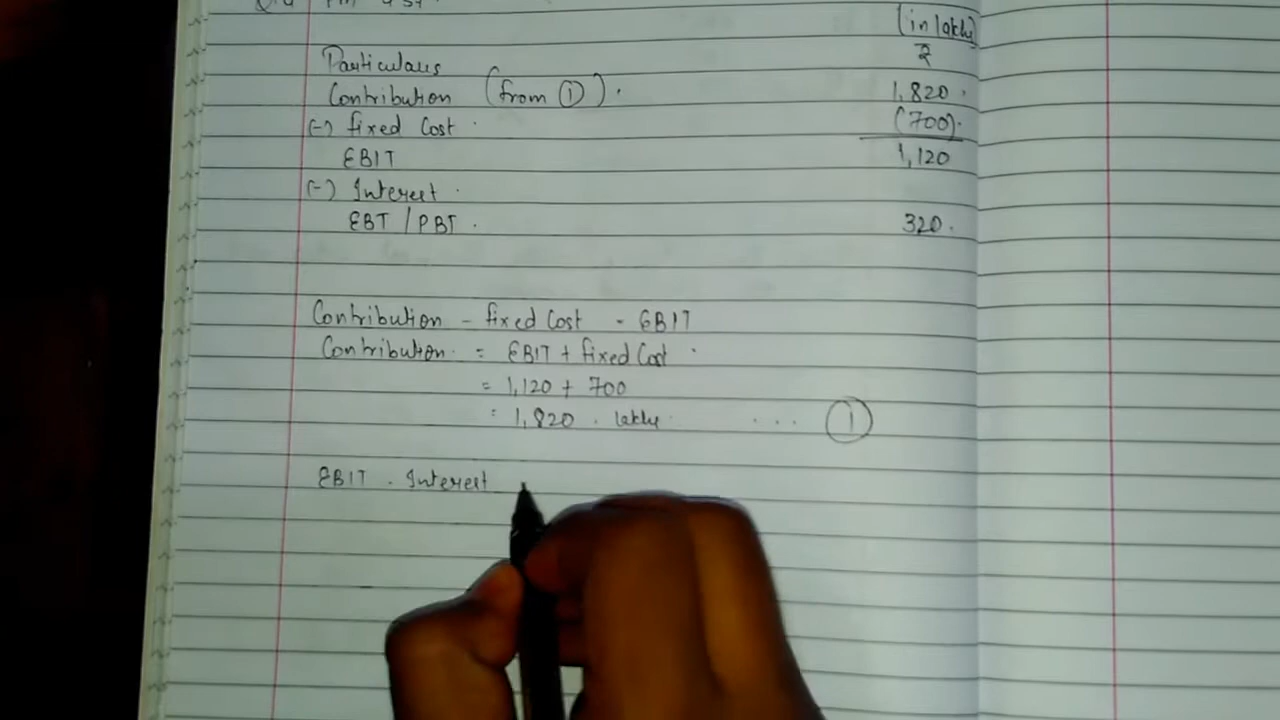 (in lakhs)
Particulars ₹
Contribution (from ①). 1,820
(-) fixed Cost (700)
EBIT 1,120
(-) Interest
EBT / PBT. 320.
Contribution - fixed Cost = EBIT
Contribution = EBIT + fixed Cost
= 1,120 + 700
= 1,820. lakhs ... ①
EBIT - Interest